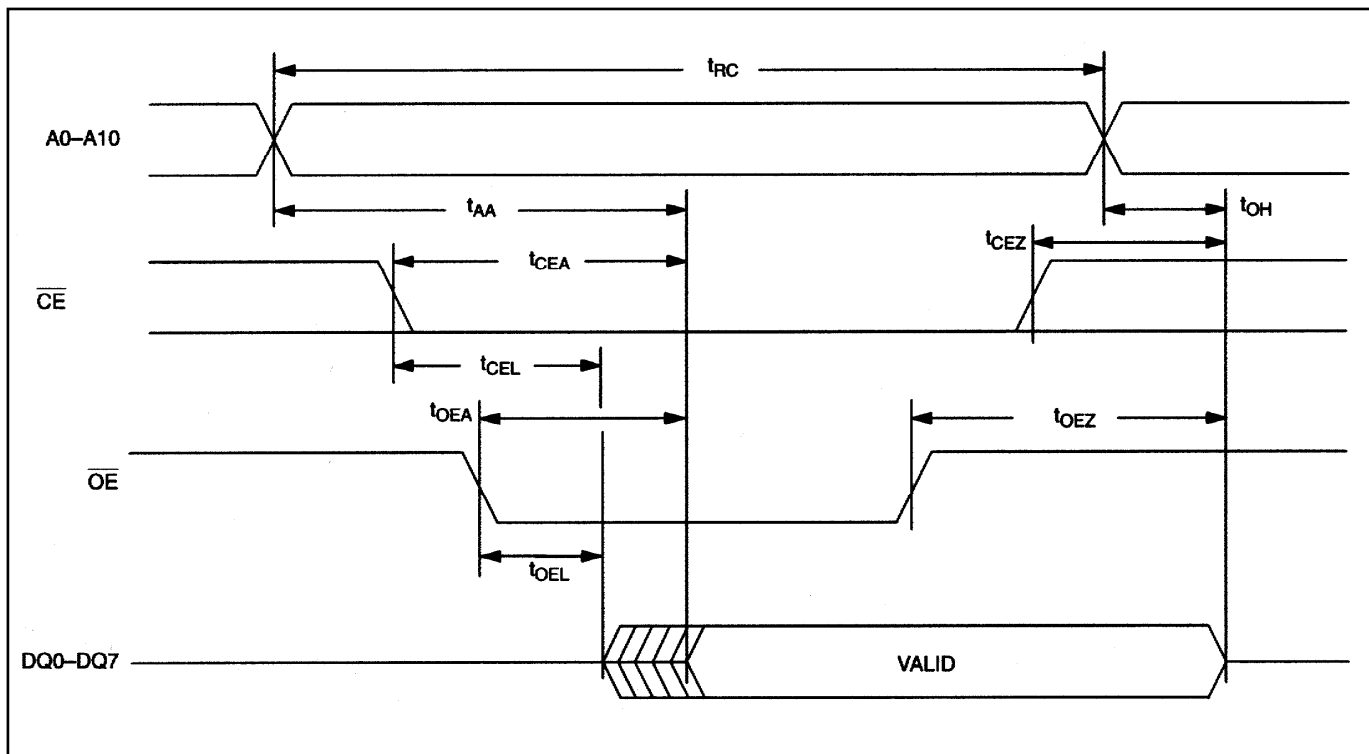 tRC
A0–A10
tAA
tOH
tCEZ
tCEA
CE
tCEL
tOEA
tOEZ
OE
tOEL
DQ0–DQ7
VALID